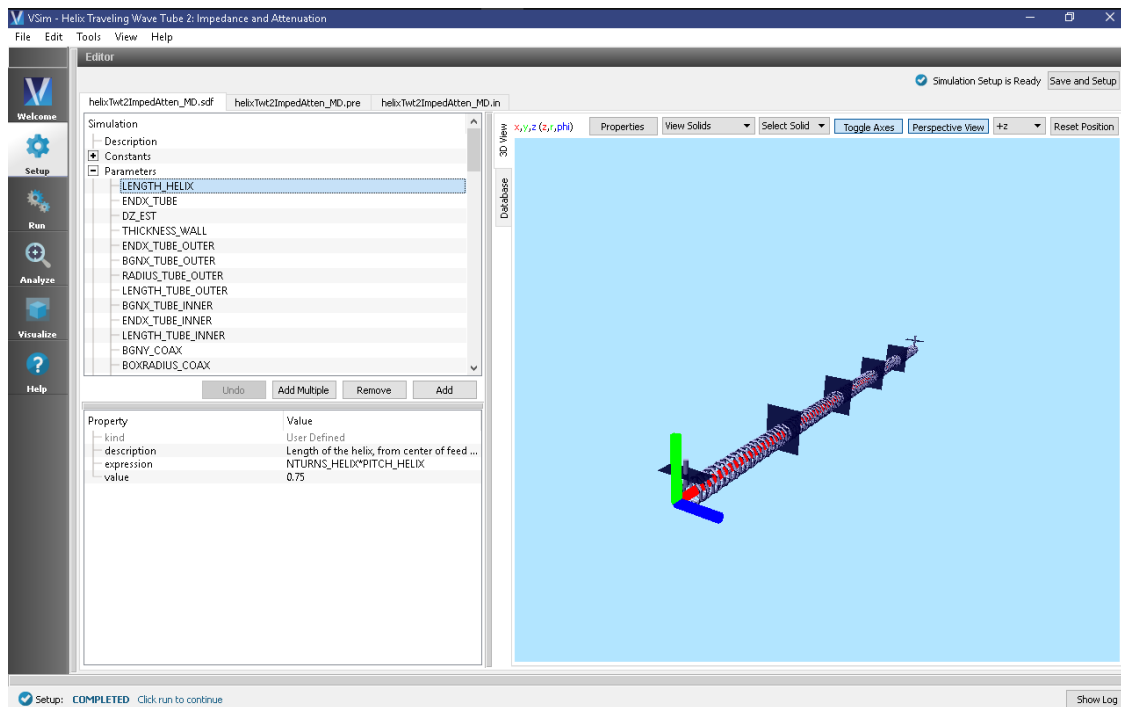 VSim - Helix Traveling Wave Tube 2: Impedance and Attenuation
File Edit Tools View Help
Editor
Simulation Setup is Ready Save and Setup
helixTwt2ImpedAtten_MD.sdf helixTwt2ImpedAtten_MD.pre helixTwt2ImpedAtten_MD.in
Welcome
Setup
Run
Analyze
Visualize
Help
Simulation
Description
Constants
Parameters
LENGTH_HELIX
ENDX_TUBE
DZ_EST
THICKNESS_WALL
ENDX_TUBE_OUTER
BGNX_TUBE_OUTER
RADIUS_TUBE_OUTER
LENGTH_TUBE_OUTER
BGNX_TUBE_INNER
ENDX_TUBE_INNER
LENGTH_TUBE_INNER
BGNY_COAX
BOXRADIUS_COAX
Undo Add Multiple Remove Add
Property Value
kind User Defined
description Length of the helix, from center of feed ...
expression NTURNS_HELIX*PITCH_HELIX
value 0.75
3D View
Database
x,y,z (z,r,phi) Properties View Solids Select Solid Toggle Axes Perspective View +z Reset Position
Setup: COMPLETED Click run to continue
Show Log